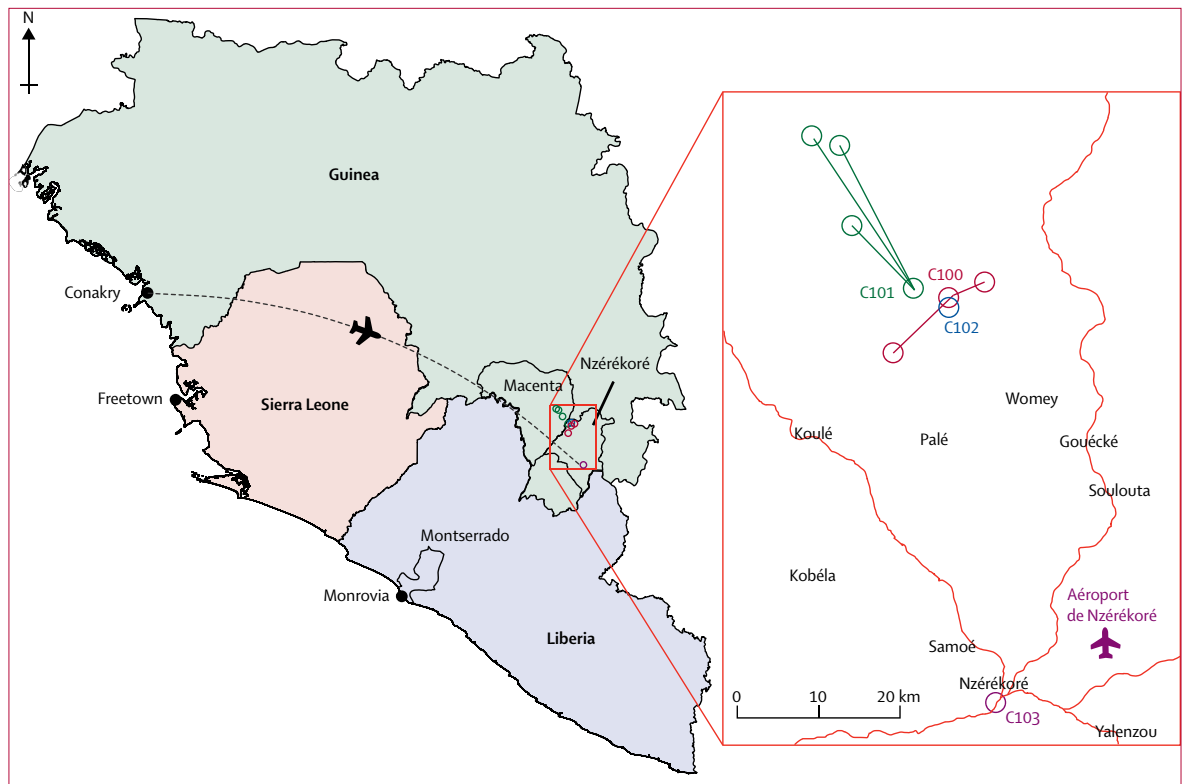 N
Guinea
Conakry
Nzérékoré
Macenta
Freetown
Sierra Leone
Montserrado
Monrovia
Liberia
C100
C101
C102
Womey
Koulé
Palé
Gouécké
Soulouta
Kobéla
Aéroport
de Nzérékoré
Samoé
Nzérékoré
0
10
20 km
C103
Yalenzou